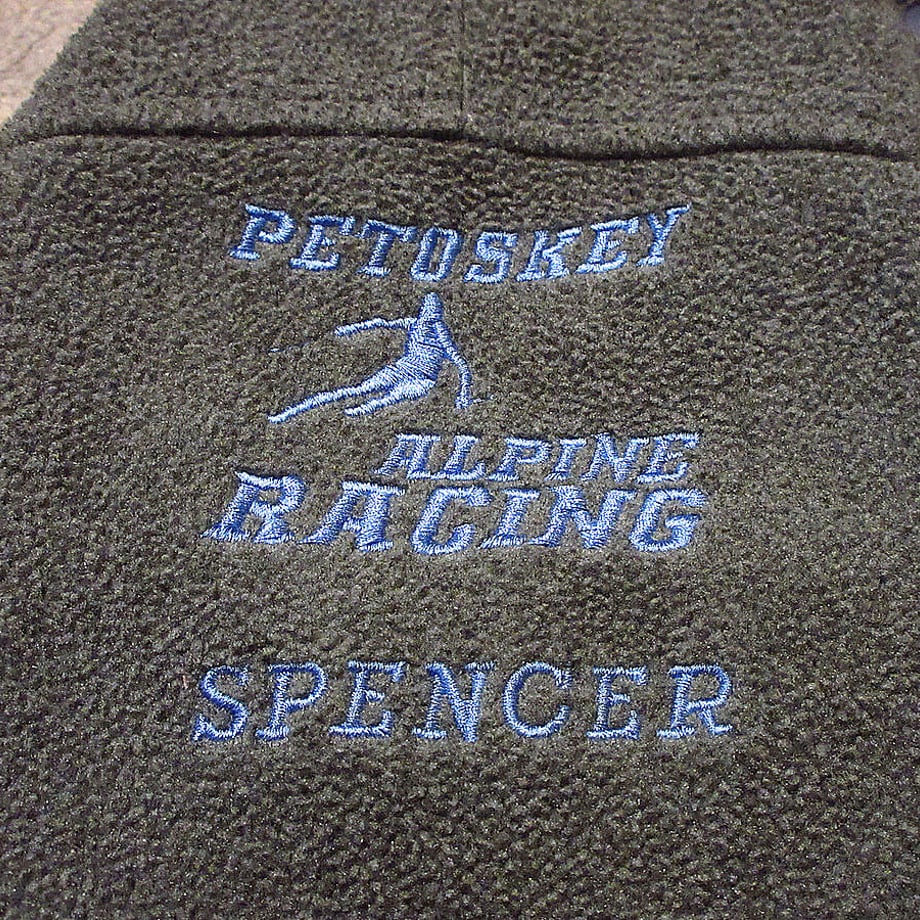 PETOSKEY
ALPINE
RACING
SPENCER